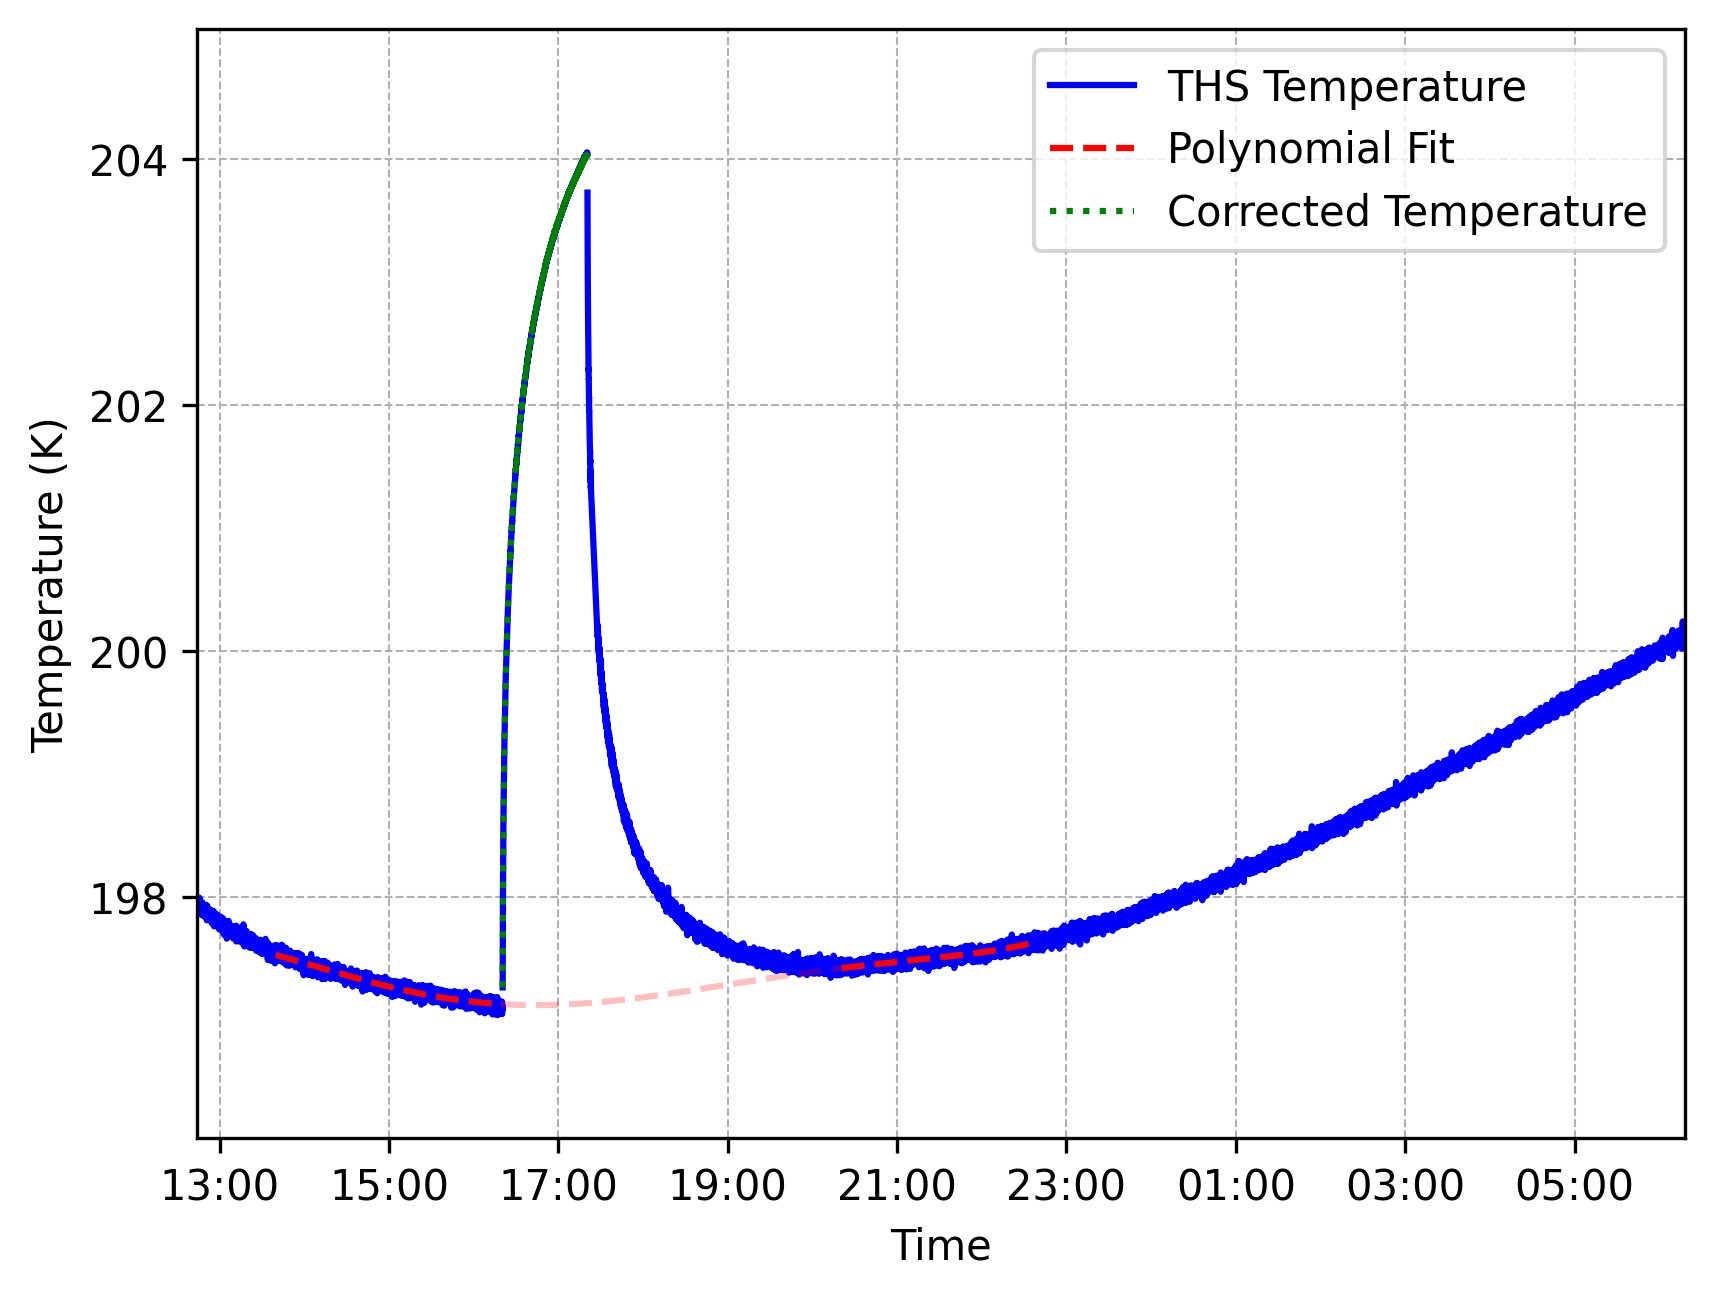 THS Temperature
Polynomial Fit
Corrected Temperature
Temperature (K)
204
202
200
198
13:00 15:00 17:00 19:00 21:00 23:00 01:00 03:00 05:00
Time